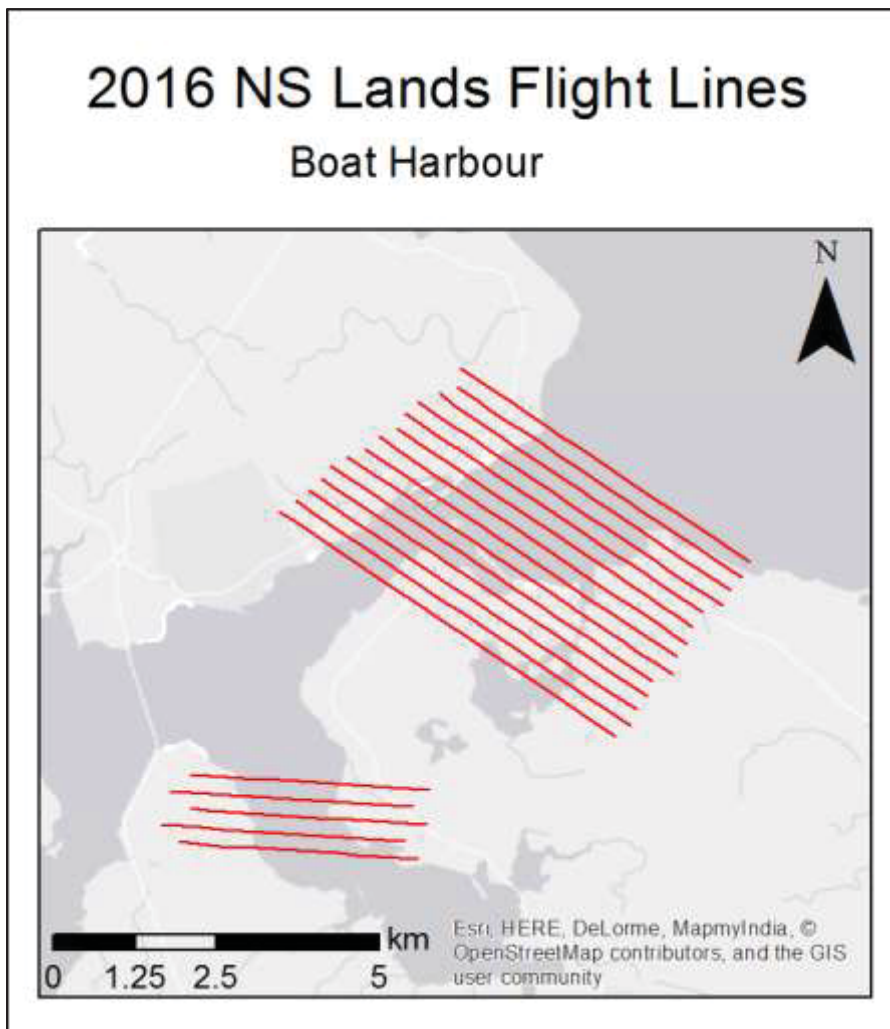 2016 NS Lands Flight Lines
Boat Harbour
N
km
0 1.25 2.5 5
Esri, HERE, DeLorme, MapmyIndia, ©
OpenStreetMap contributors, and the GIS
user community